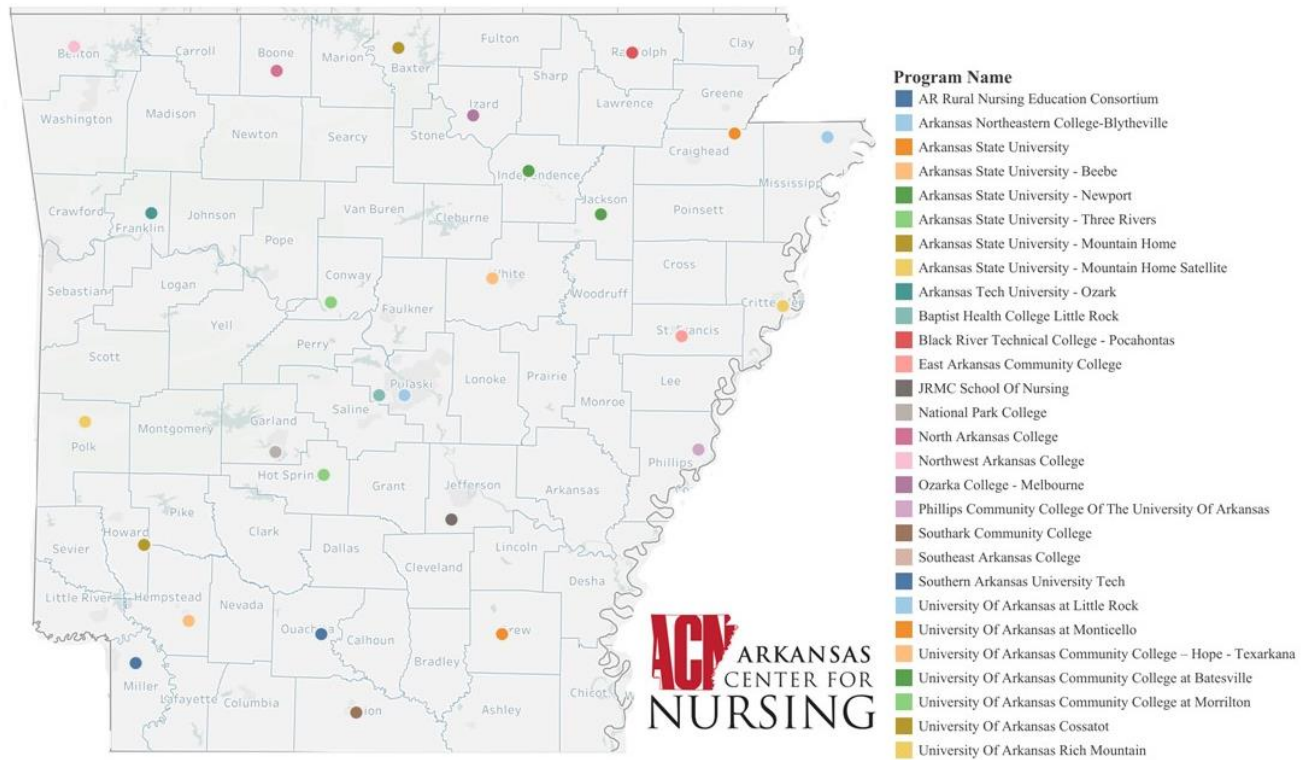 Benton
Carroll
Boone
Marion
Baxter
Fulton
Randolph
Clay
Sharp
Izard
Lawrence
Greene
Washington
Madison
Newton
Searcy
Stone
Craighead
Mississipp
Independence
Jackson
Crawford
Franklin
Johnson
Van Buren
Cleburne
Poinsett
Pope
Conway
White
Cross
Sebastian
Logan
Faulkner
Woodruff
Crittenden
Yell
St. Francis
Scott
Perry
Pulaski
Lonoke
Prairie
Lee
Saline
Monroe
Polk
Montgomery
Garland
Phillips
Hot Sprin
Grant
Jefferson
Arkansas
Pike
Howard
Clark
Sevier
Dallas
Lincoln
Cleveland
Desha
Little River
Hempstead
Nevada
Ouachita
Calhoun
Drew
Bradley
Miller
Lafayette
Columbia
Union
Ashley
Chicot
ACN
ARKANSAS
CENTER FOR
NURSING
Program Name
AR Rural Nursing Education Consortium
Arkansas Northeastern College-Blytheville
Arkansas State University
Arkansas State University - Beebe
Arkansas State University - Newport
Arkansas State University - Three Rivers
Arkansas State University - Mountain Home
Arkansas State University - Mountain Home Satellite
Arkansas Tech University - Ozark
Baptist Health College Little Rock
Black River Technical College - Pocahontas
East Arkansas Community College
JRMC School Of Nursing
National Park College
North Arkansas College
Northwest Arkansas College
Ozarka College - Melbourne
Phillips Community College Of The University Of Arkansas
Southark Community College
Southeast Arkansas College
Southern Arkansas University Tech
University Of Arkansas at Little Rock
University Of Arkansas at Monticello
University Of Arkansas Community College – Hope - Texarkana
University Of Arkansas Community College at Batesville
University Of Arkansas Community College at Morrilton
University Of Arkansas Cossatot
University Of Arkansas Rich Mountain